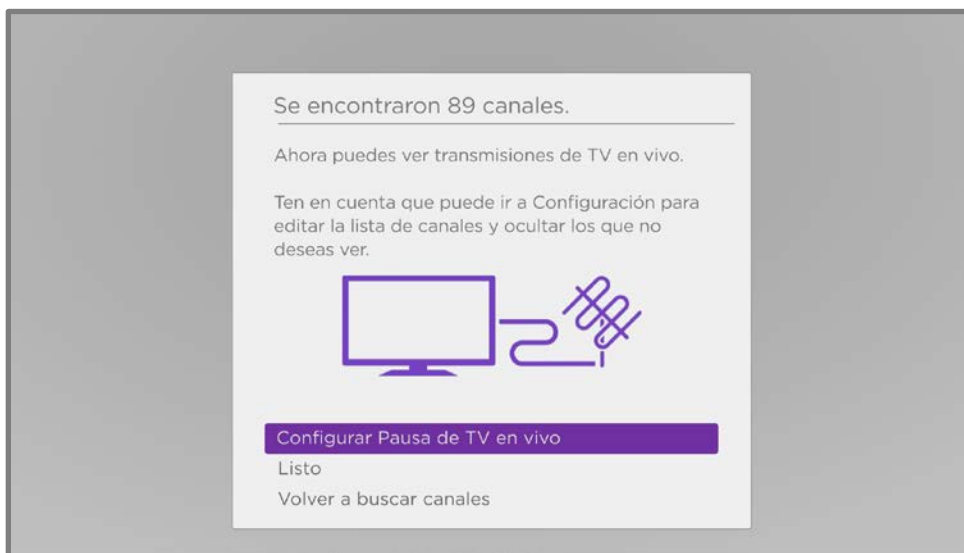 Se encontraron 89 canales.
Ahora puedes ver transmisiones de TV en vivo.
Ten en cuenta que puede ir a Configuración para
editar la lista de canales y ocultar los que no
deseas ver.
Configurar Pausa de TV en vivo
Listo
Volver a buscar canales